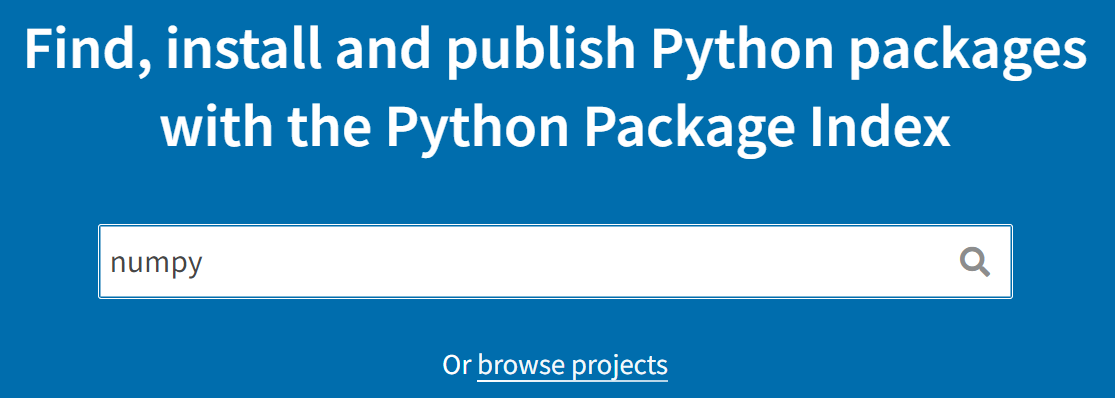 Find, install and publish Python packages
with the Python Package Index
numpy
Or browse projects